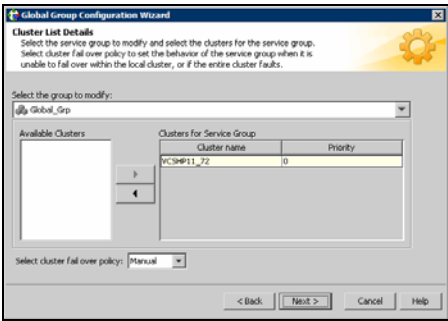 Global Group Configuration Wizard
Cluster List Details
Select the service group to modify and select the clusters for the service group.
Select cluster fail over policy to set the behavior of the service group when it is
unable to fail over within the local cluster, or if the entire cluster faults.
Select the group to modify:
Global_Grp
Available Clusters
Clusters for Service Group
Cluster name Priority
VCSHP11_72 0
Select cluster fail over policy: Manual
< Back Next > Cancel Help